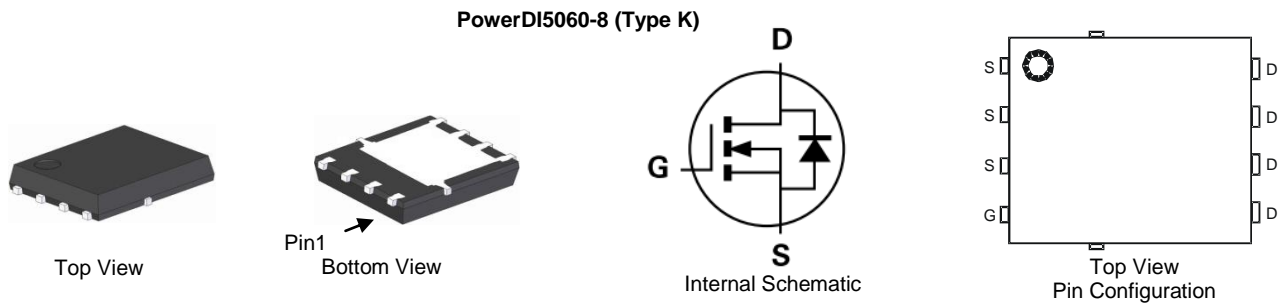 PowerDI5060-8 (Type K)
Top View
Pin1
Bottom View
D
G
S
Internal Schematic
S
S
S
G
D
D
D
D
Top View
Pin Configuration